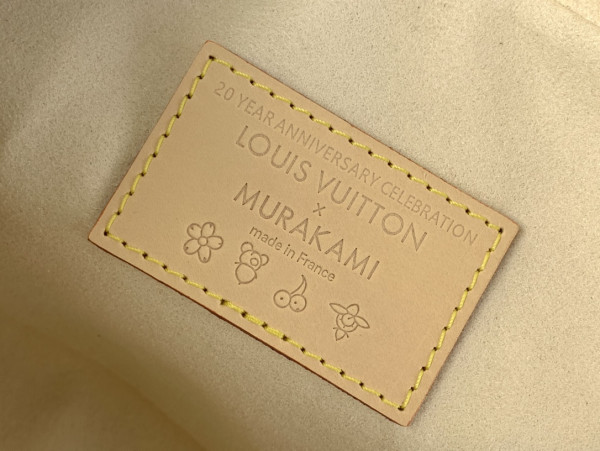 20 YEAR ANNIVERSARY CELEBRATION
LOUIS VUITTON
x
MURAKAMI
made in France